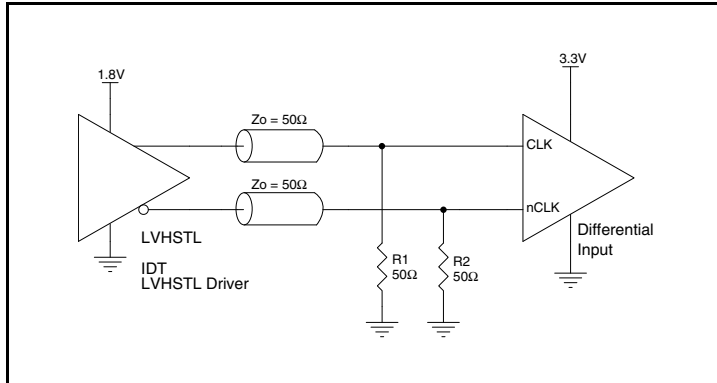 1.8V
3.3V
Zo = 50Ω
CLK
Zo = 50Ω
nCLK
LVHSTL
Differential
Input
IDT
LVHSTL Driver
R1
50Ω
R2
50Ω